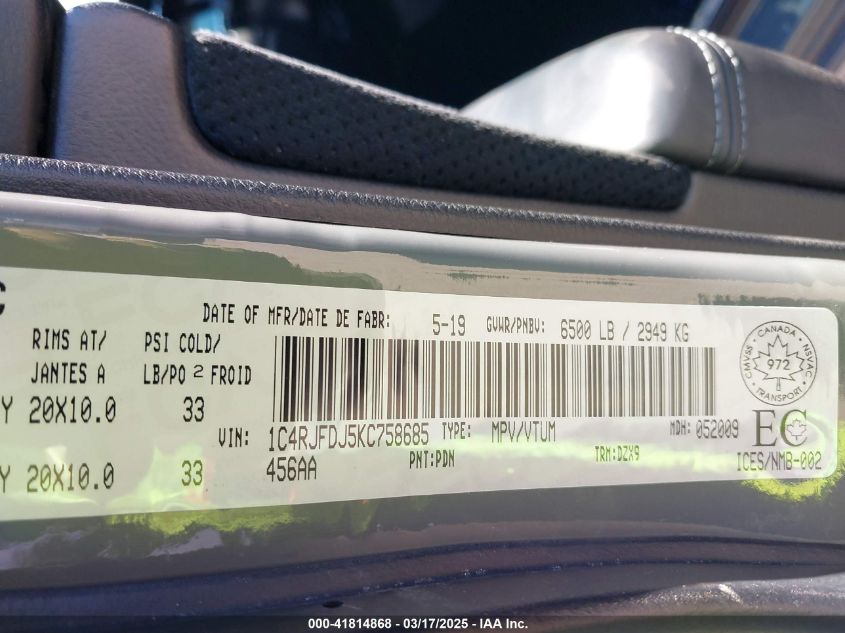 C
DATE OF MFR/DATE DE FABR: 5-19 GVWR/PNBV: 6500 LB / 2949 KG
RIMS AT/ PSI COLD/
JANTES A LB/PO 2 FROID
Y 20X10.0 33
VIN: 1C4RJFDJ5KC758685 TYPE: MPV/VTUM MDH: 052009
Y 20X10.0 33 456AA PNT:PDN TRM:DZX9
CANADA
CMVSS NSVAC
972
TRANSPORT
EC
ICES/NMB-002
000-41814868 - 03/17/2025 - IAA Inc.